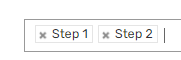 × Step 1 × Step 2